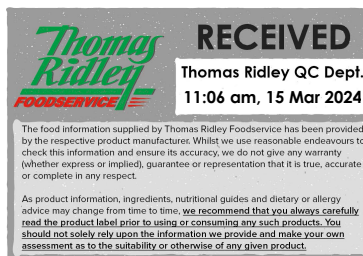 Thomas
Ridley
FOODSERVICE
RECEIVED
Thomas Ridley QC Dept.
11:06 am, 15 Mar 2024
The food information supplied by Thomas Ridley Foodservice has been provided
by the respective product manufacturer. Whilst we use reasonable endeavours to
check this information and ensure its accuracy, we do not give any warranty
(whether express or implied), guarantee or representation that it is true, accurate
or complete in any respect.
As product information, ingredients, nutritional guides and dietary or allergy
advice may change from time to time, we recommend that you always carefully
read the product label prior to using or consuming any such products. You
should not solely rely upon the information we provide and make your own
assessment as to the suitability or otherwise of any given product.